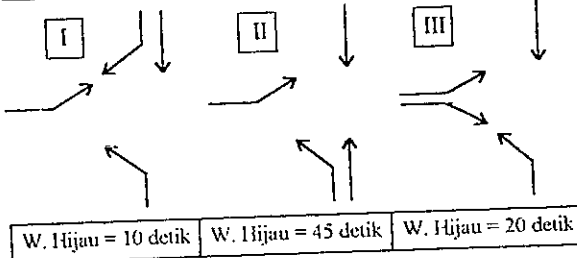 I
II
III
W. Hijau = 10 detik
W. Hijau = 45 detik
W. Hijau = 20 detik